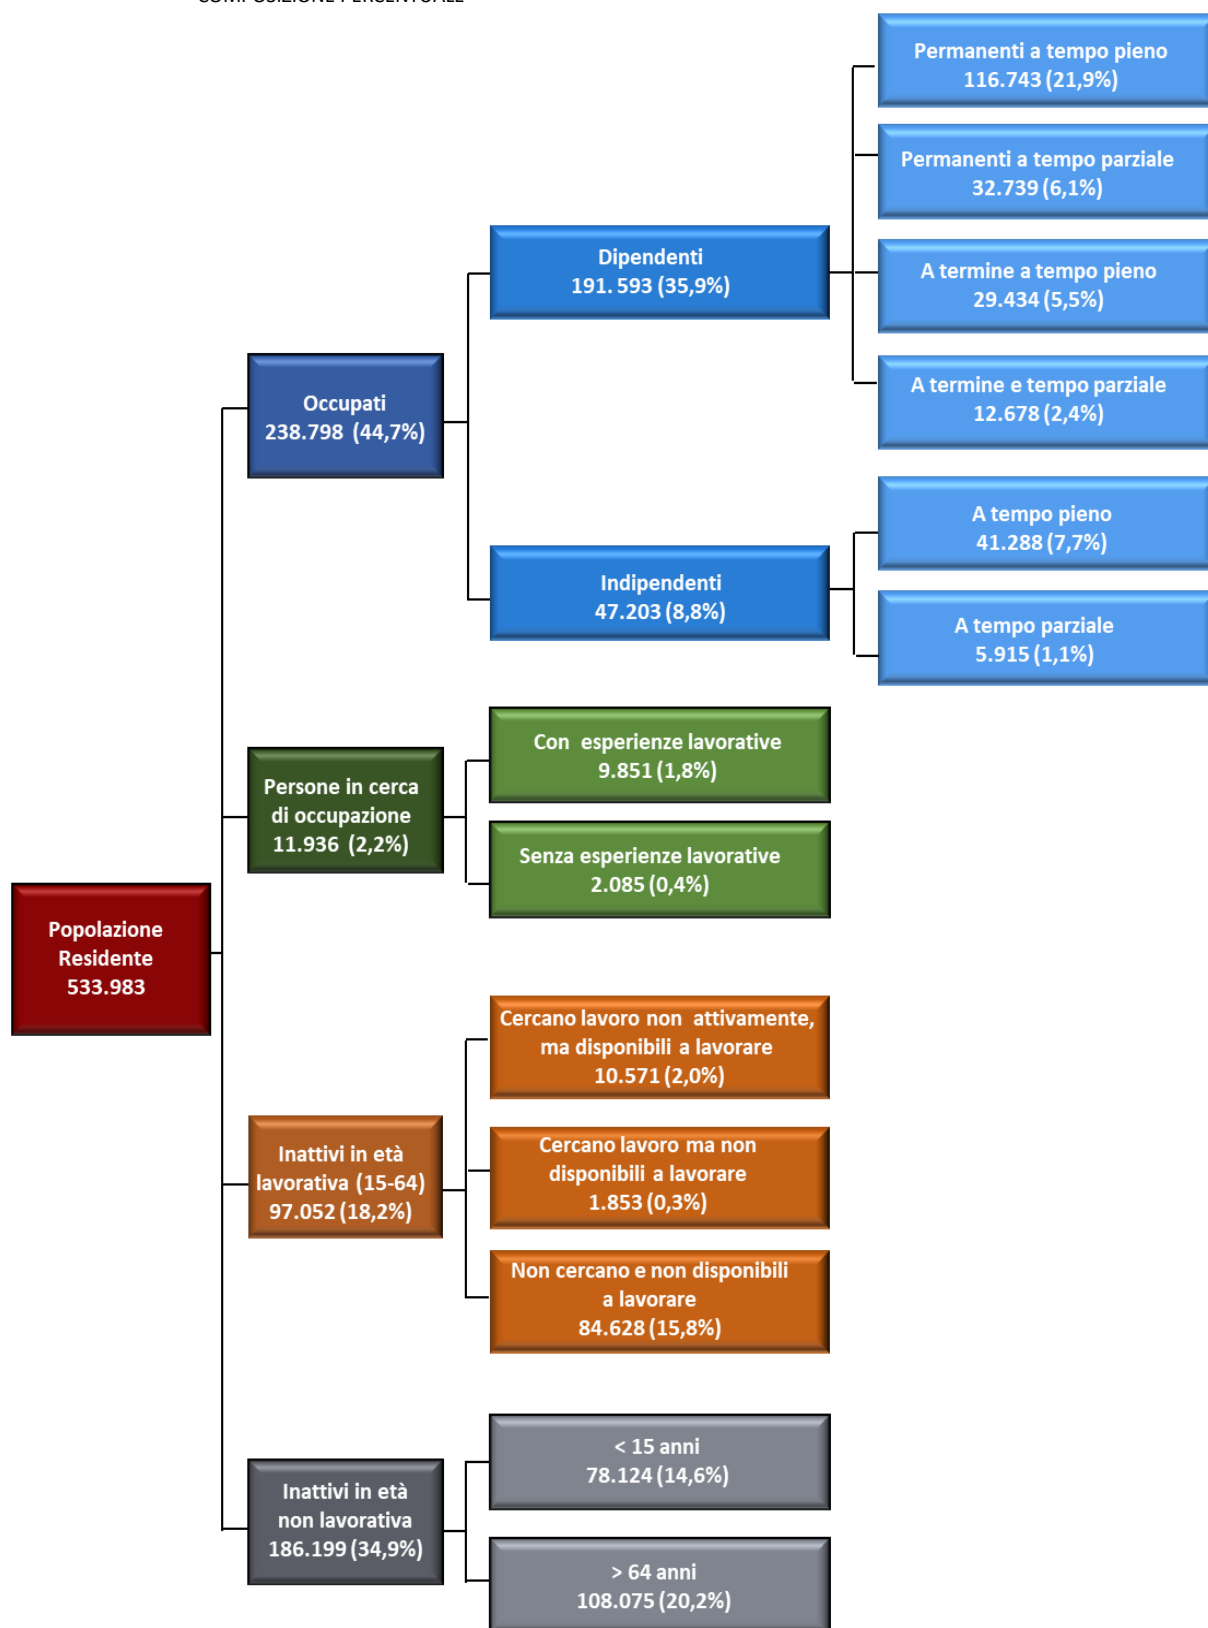 COMPOSIZIONE PERCENTUALE
Permanenti a tempo pieno
116.743 (21,9%)
Permanenti a tempo parziale
32.739 (6,1%)
Dipendenti
191. 593 (35,9%)
A termine a tempo pieno
29.434 (5,5%)
A termine e tempo parziale
12.678 (2,4%)
Occupati
238.798 (44,7%)
A tempo pieno
41.288 (7,7%)
Indipendenti
47.203 (8,8%)
A tempo parziale
5.915 (1,1%)
Con esperienze lavorative
9.851 (1,8%)
Persone in cerca
di occupazione
11.936 (2,2%)
Senza esperienze lavorative
2.085 (0,4%)
Popolazione
Residente
533.983
Cercano lavoro non attivamente,
ma disponibili a lavorare
10.571 (2,0%)
Inattivi in età
lavorativa (15-64)
97.052 (18,2%)
Cercano lavoro ma non
disponibili a lavorare
1.853 (0,3%)
Non cercano e non disponibili
a lavorare
84.628 (15,8%)
< 15 anni
78.124 (14,6%)
Inattivi in età
non lavorativa
186.199 (34,9%)
> 64 anni
108.075 (20,2%)